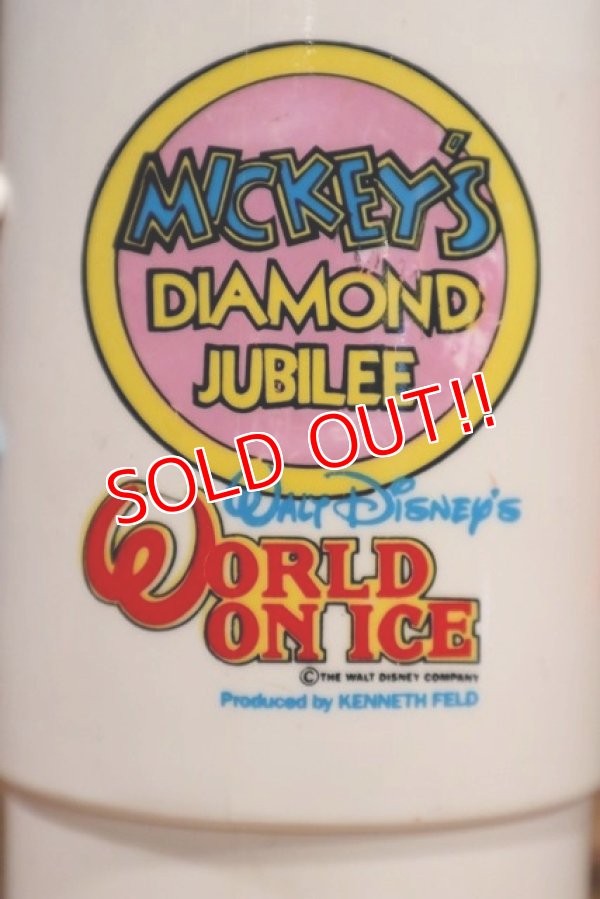 MICKEY'S
DIAMOND
JUBILEE
SOLD OUT!!
WALT DISNEY'S
WORLD
ON ICE
©THE WALT DISNEY COMPANY
Produced by KENNETH FELD